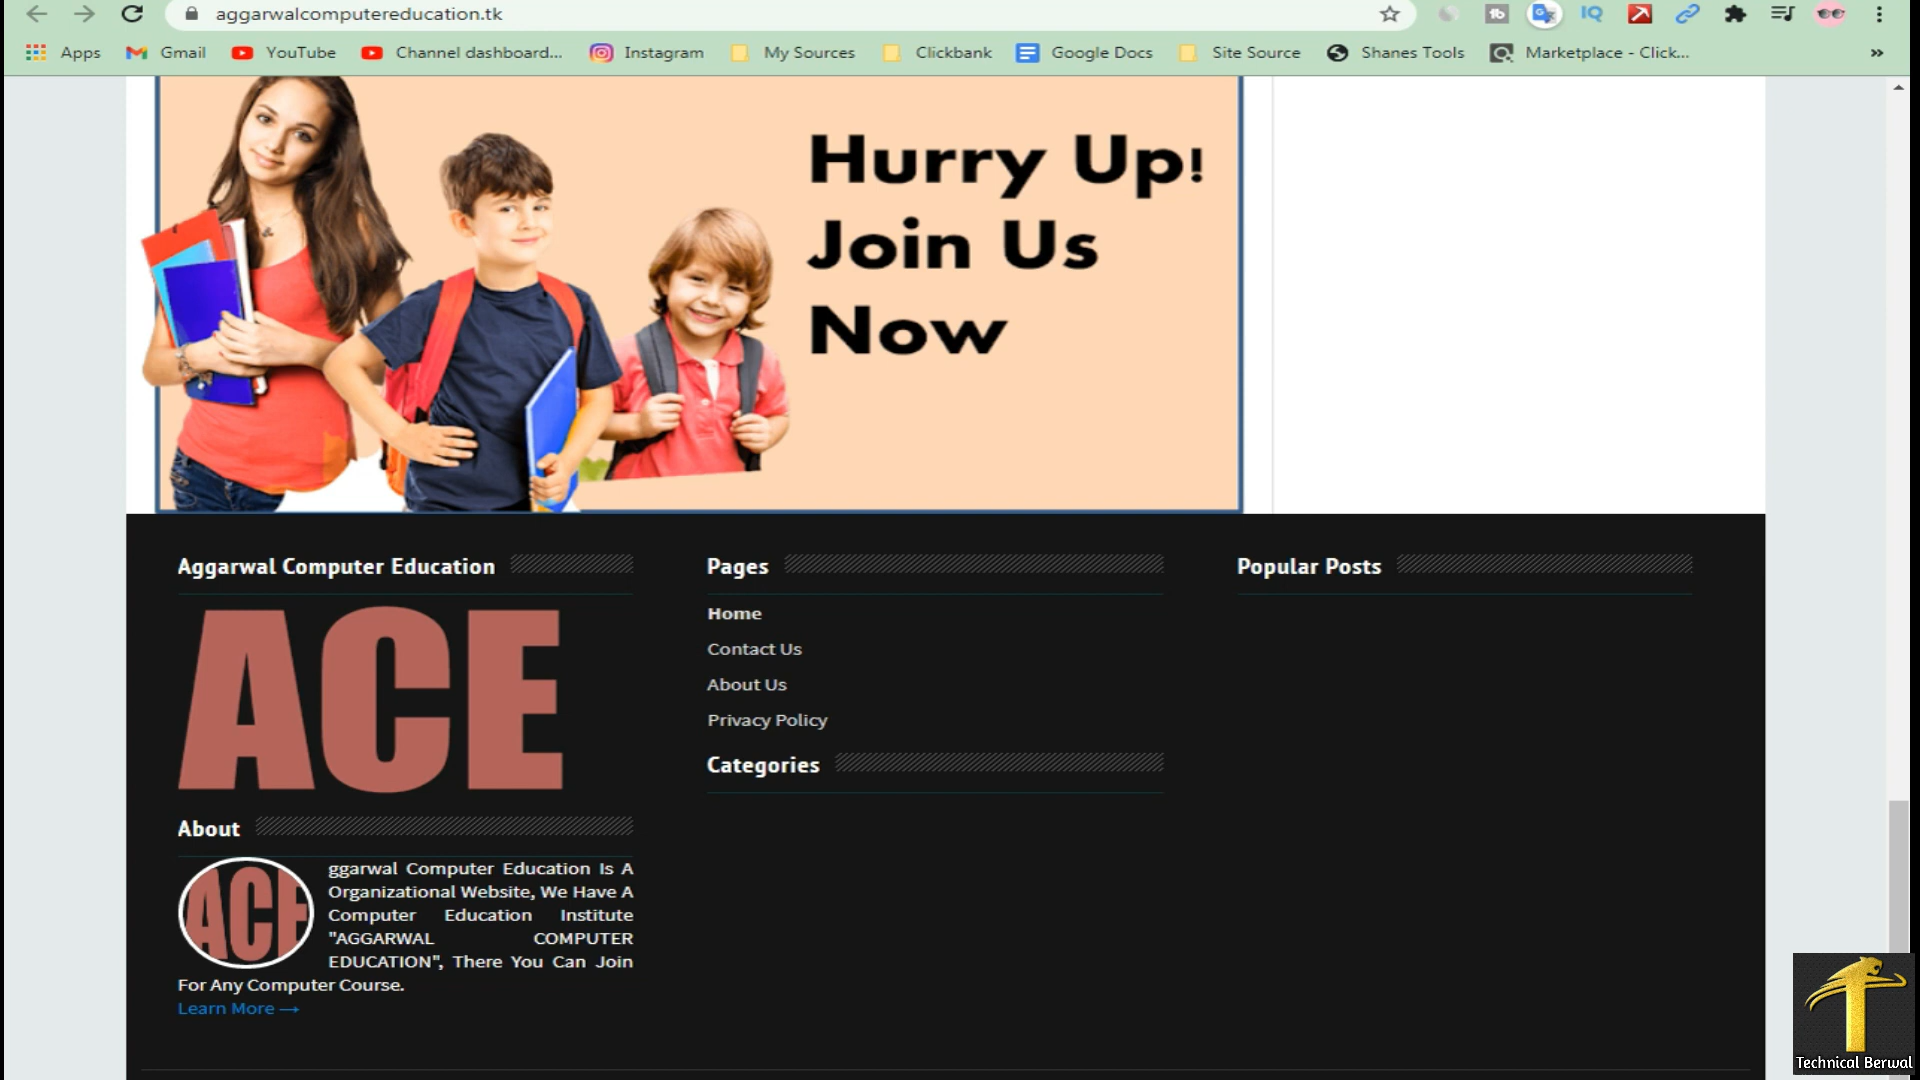 aggarwalcomputereducation.tk
Apps Gmail YouTube Channel dashboard... Instagram My Sources Clickbank Google Docs Site Source Shanes Tools Marketplace - Click... »
Hurry Up!
Join Us
Now
Aggarwal Computer Education
ACE
About
ACE
ggarwal Computer Education Is A
Organizational Website, We Have A
Computer Education Institute
"AGGARWAL COMPUTER
EDUCATION", There You Can Join
For Any Computer Course.
Learn More →
Pages
Home
Contact Us
About Us
Privacy Policy
Categories
Popular Posts
T
Technical Berwal